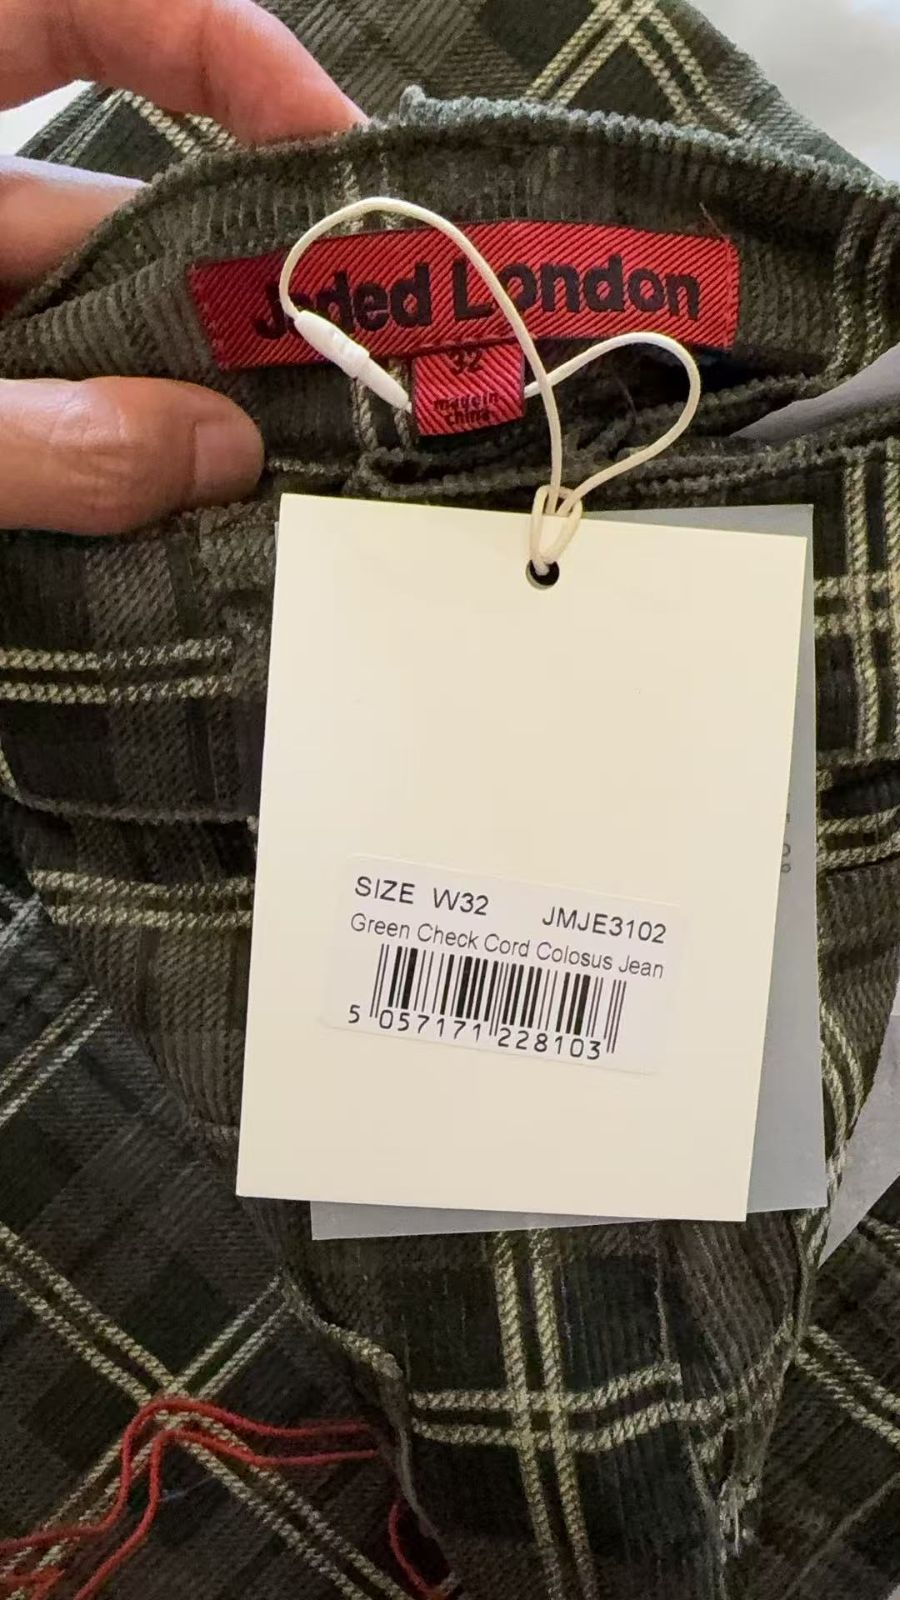 Jaded London
32
made in
china
SIZE W32 JMJE3102
Green Check Cord Colosus Jean
5 057171 228103